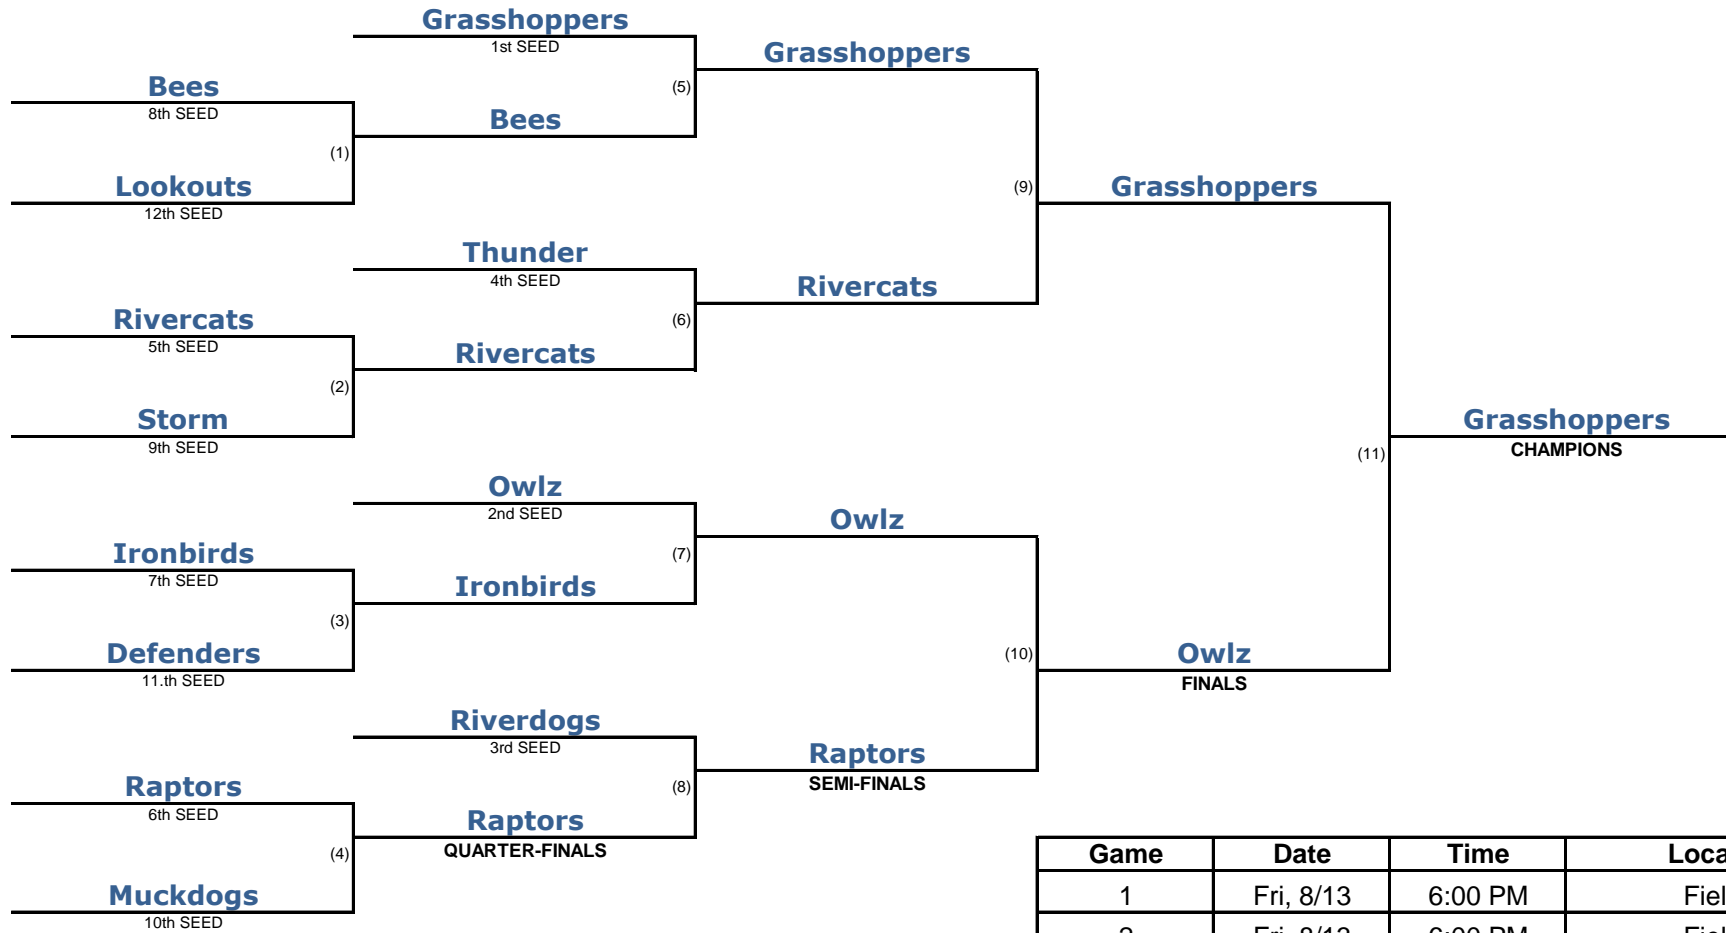 Grasshoppers
1st SEED
Grasshoppers
Bees
8th SEED
(5)
Bees
(1)
Lookouts
12th SEED
(9)
Grasshoppers
Thunder
4th SEED
Rivercats
Rivercats
5th SEED
(6)
Rivercats
(2)
Storm
9th SEED
Grasshoppers
CHAMPIONS
(11)
Owlz
2nd SEED
Owlz
Ironbirds
7th SEED
(7)
Ironbirds
(3)
Defenders
11.th SEED
(10)
Owlz
FINALS
Riverdogs
3rd SEED
Raptors
SEMI-FINALS
Raptors
6th SEED
(8)
Raptors
QUARTER-FINALS
(4)
Muckdogs
10th SEED
Game Date Time
1 Fri, 8/13 6:00 PM